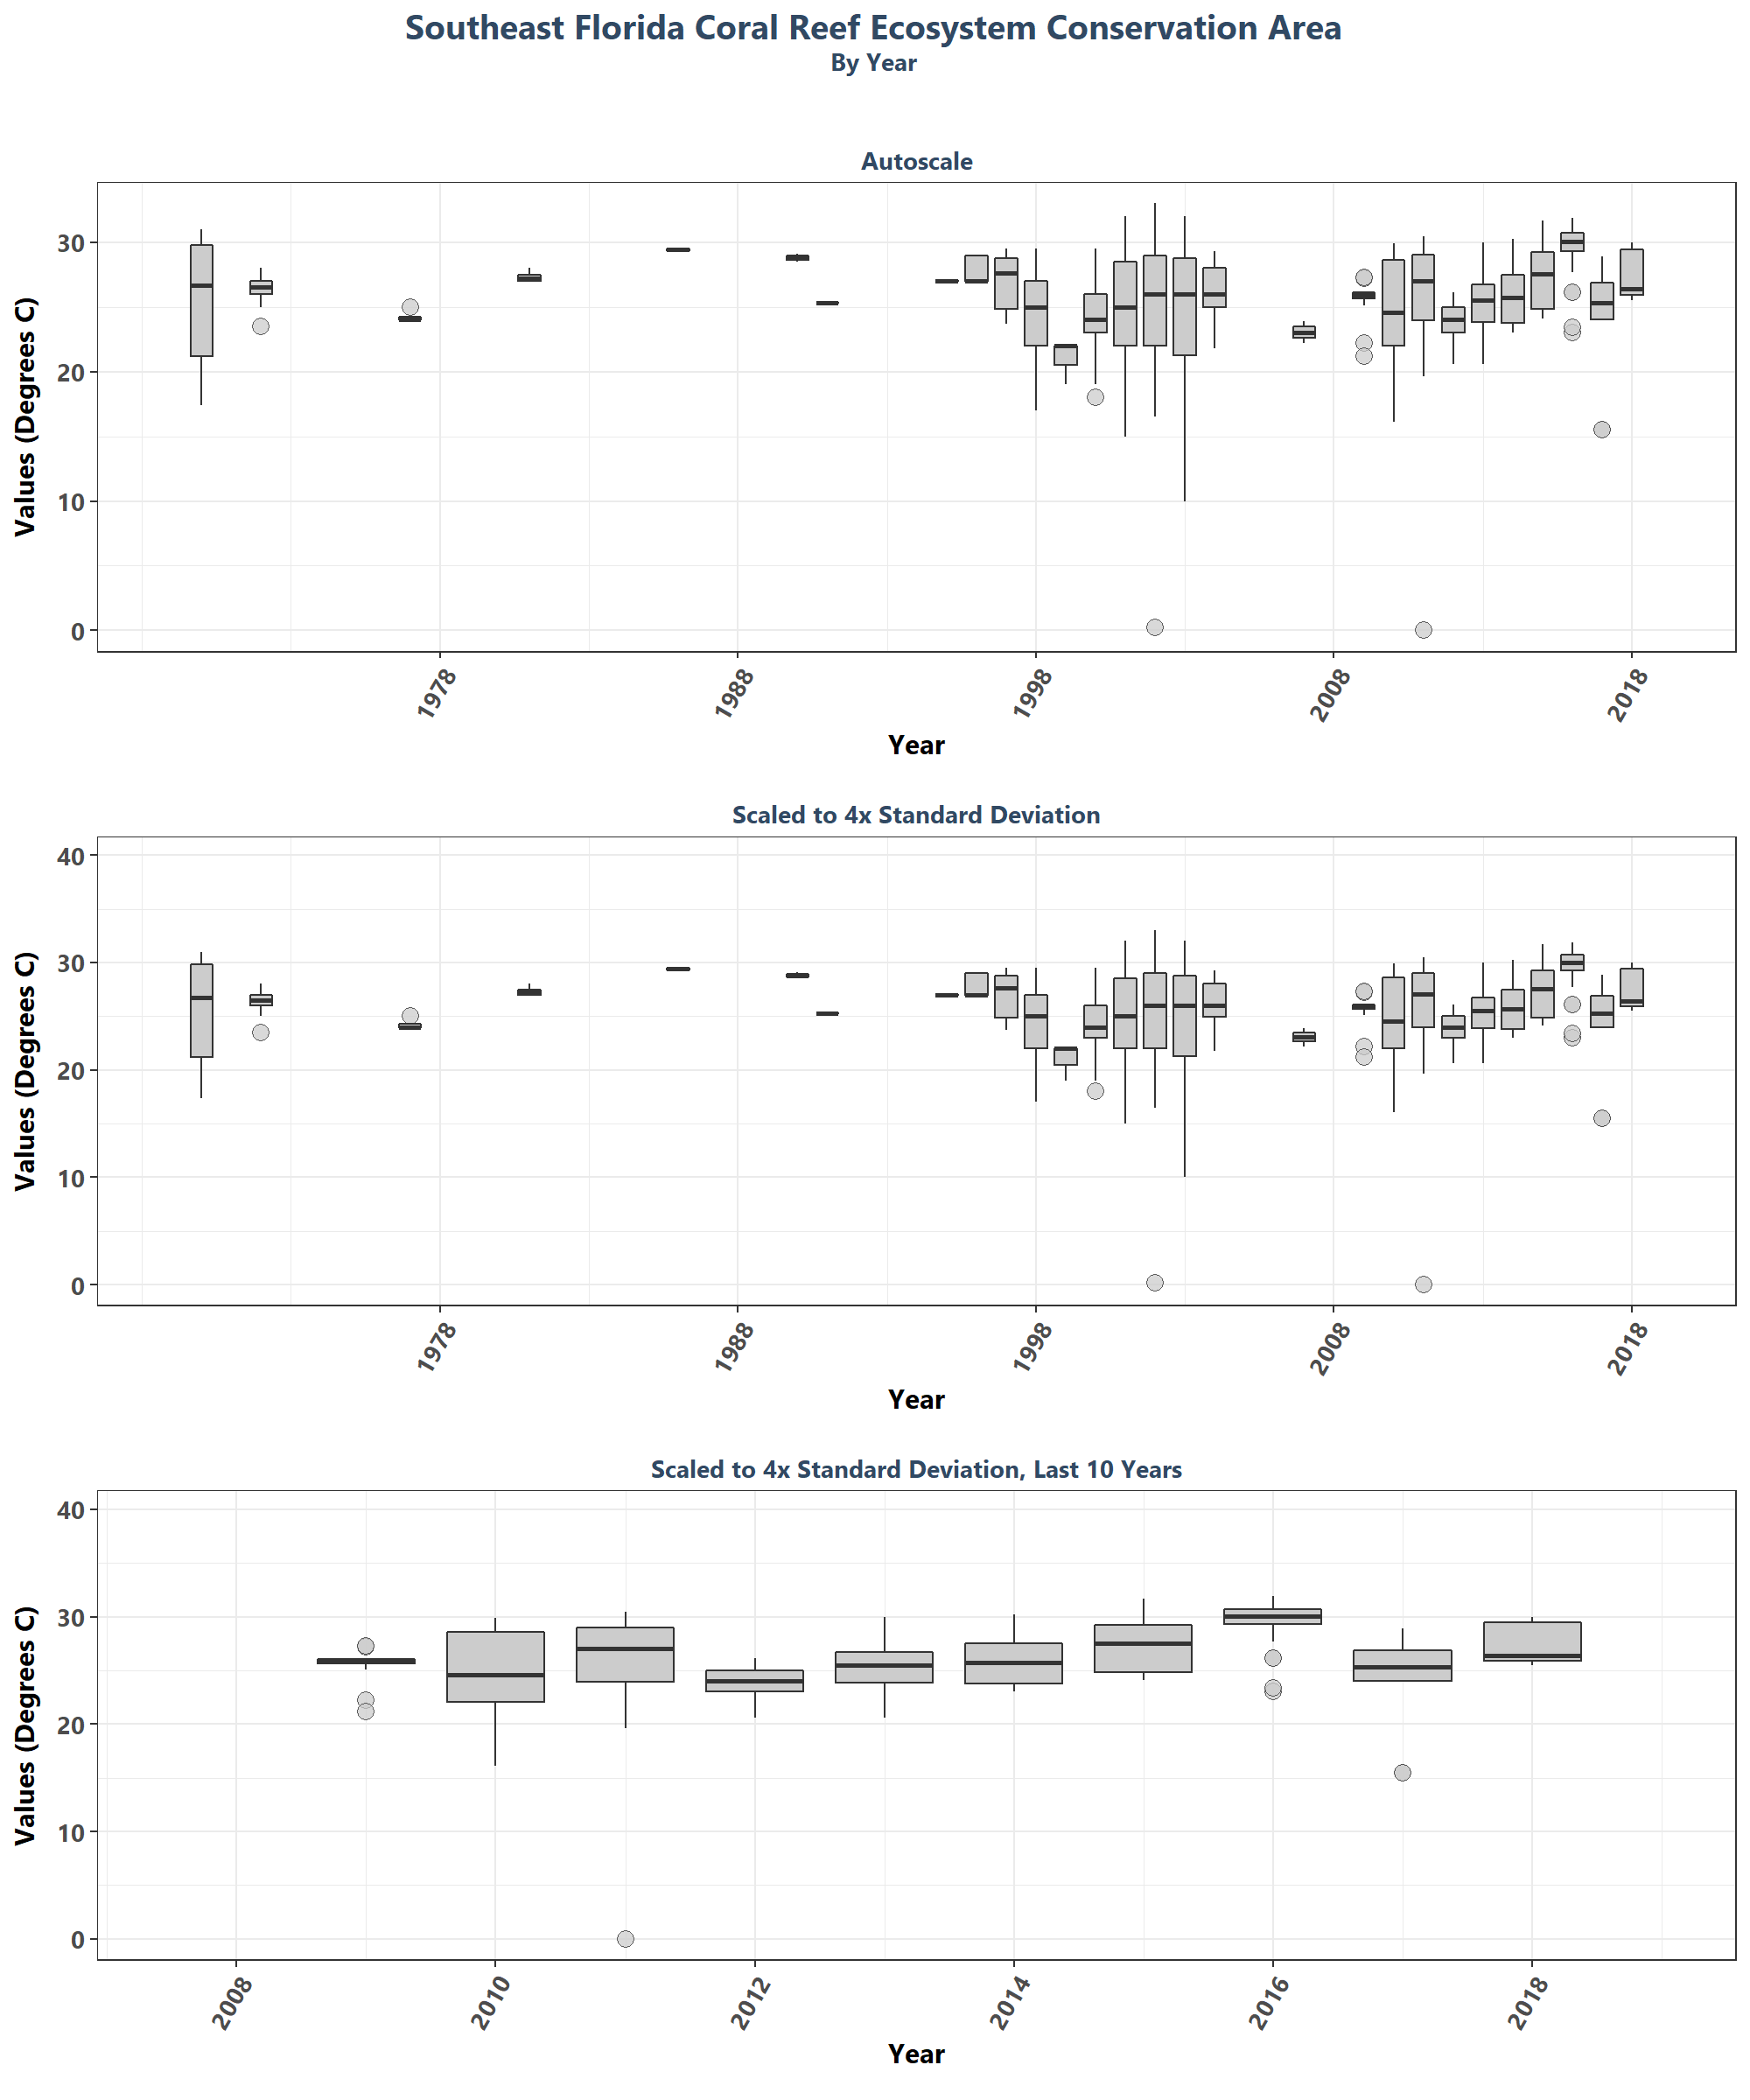 Southeast Florida Coral Reef Ecosystem Conservation Area
By Year
Autoscale
Values (Degrees C)
30
20
10
0
1978
1988
1998
2008
2018
Year
Scaled to 4x Standard Deviation
Values (Degrees C)
40
30
20
10
0
1978
1988
1998
2008
2018
Year
Scaled to 4x Standard Deviation, Last 10 Years
Values (Degrees C)
40
30
20
10
0
2008
2010
2012
2014
2016
2018
Year